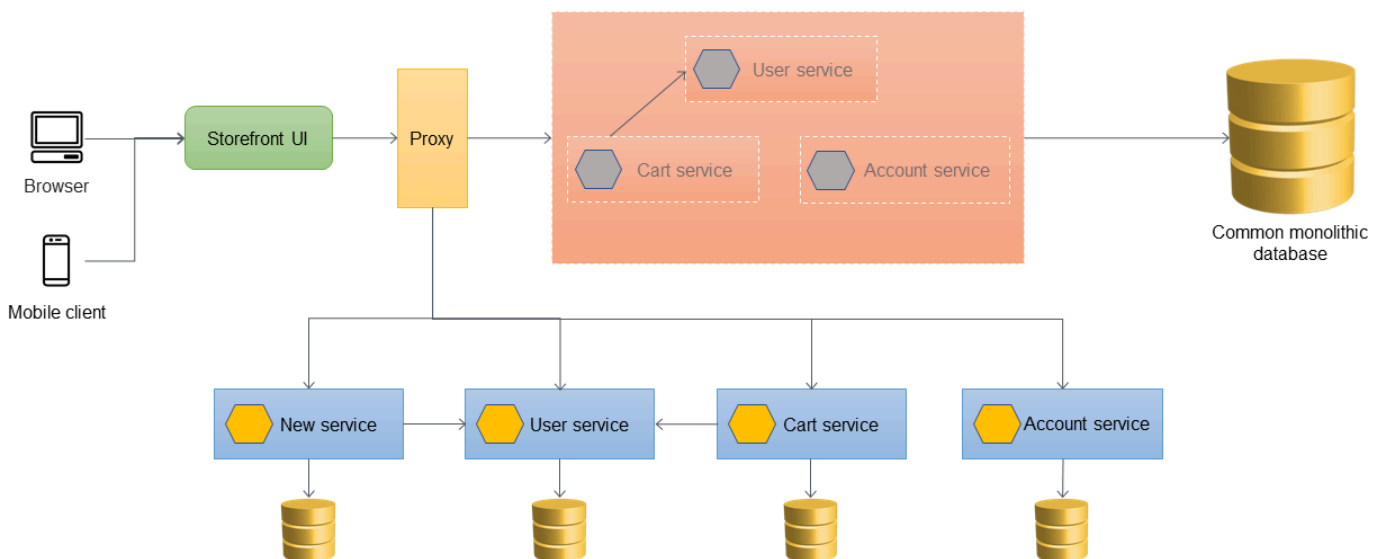 User service
Storefront UI
Proxy
Cart service
Account service
Browser
Common monolithic
database
Mobile client
New service
User service
Cart service
Account service